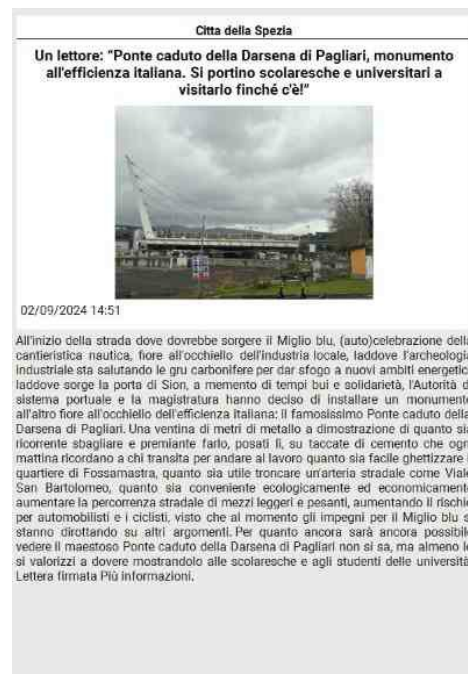 Citta della Spezia
Un lettore: “Ponte caduto della Darsena di Pagliari, monumento
all'efficienza italiana. Si portino scolaresche e universitari a
visitarlo finché c'è!”
02/09/2024 14:51
All'inizio della strada dove dovrebbe sorgere il Miglio blu, (auto)celebrazione della
cantieristica nautica, fiore all'occhiello dell'industria locale, laddove l'archeologia
industriale sta salutando le gru carbonifere per dar sfogo a nuovi ambiti energetici
laddove sorge la porta di Sion, a memento di tempi bui e solidarietà, l'Autorità di
sistema portuale e la magistratura hanno deciso di installare un monumento
all'altro fiore all'occhiello dell'efficienza italiana: il famosissimo Ponte caduto della
Darsena di Pagliari. Una ventina di metri di metallo a dimostrazione di quanto sia
ricorrente sbagliare e premiante farlo, posati lì, su taccate di cemento che ogn
mattina ricordano a chi transita per andare al lavoro quanto sia facile ghettizzare
quartiere di Fossamastra, quanto sia utile troncare un'arteria stradale come Viale
San Bartolomeo, quanto sia conveniente ecologicamente ed economicamente
aumentare la percorrenza stradale di mezzi leggeri e pesanti, aumentando il rischio
per automobilisti e i ciclisti, visto che al momento gli impegni per il Miglio blu s
stanno dirottando su altri argomenti. Per quanto ancora sarà ancora possibile
vedere il maestoso Ponte caduto della Darsena di Pagliari non si sa, ma almeno lo
si valorizzi a dovere mostrandolo alle scolaresche e agli studenti delle università
Lettera firmata Più informazioni.